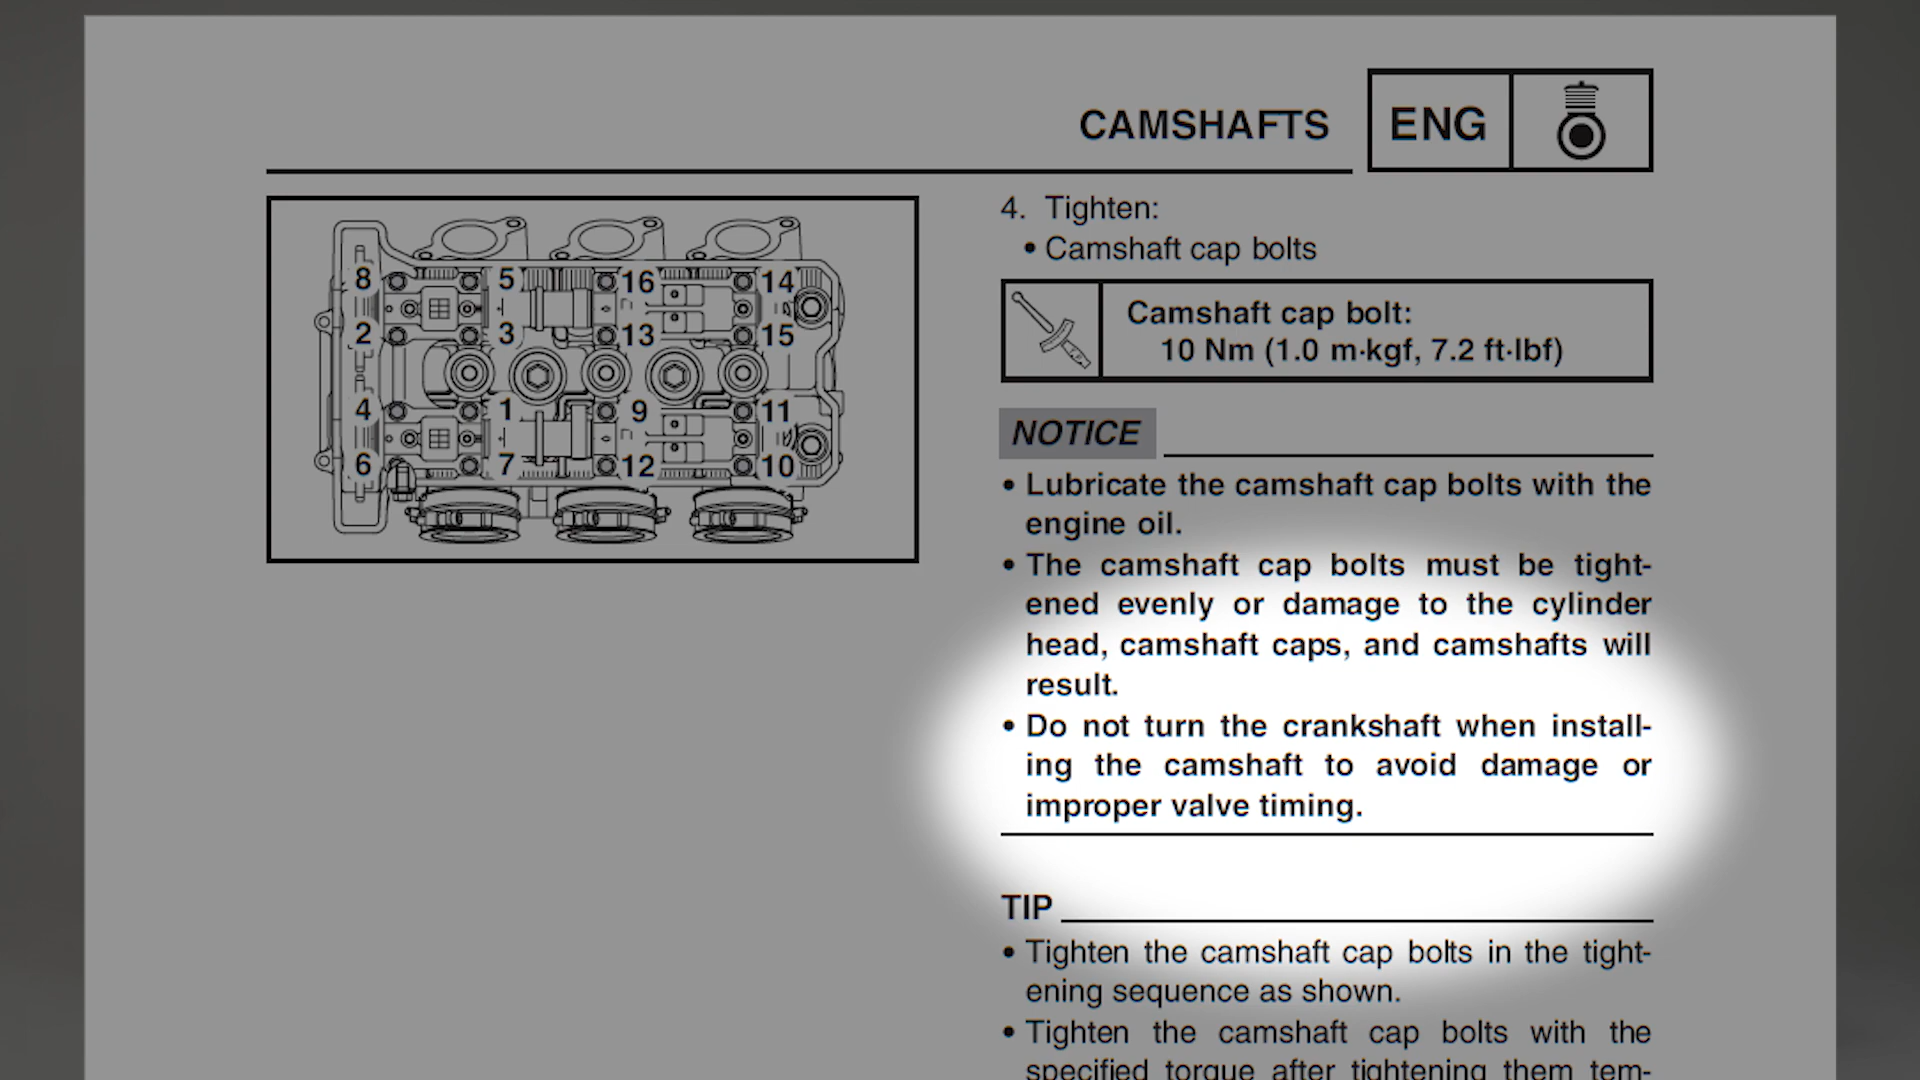 CAMSHAFTS ENG
8 5 16 14
2 3 13 15
4 1 9 11
6 7 12 10
4. Tighten:
• Camshaft cap bolts
Camshaft cap bolt:
10 Nm (1.0 m·kgf, 7.2 ft·lbf)
NOTICE
• Lubricate the camshaft cap bolts with the
engine oil.
• The camshaft cap bolts must be tight-
ened evenly or damage to the cylinder
head, camshaft caps, and camshafts will
result.
• Do not turn the crankshaft when install-
ing the camshaft to avoid damage or
improper valve timing.
TIP
• Tighten the camshaft cap bolts in the tight-
ening sequence as shown.
• Tighten the camshaft cap bolts with the
specified torque after tightening them tem-